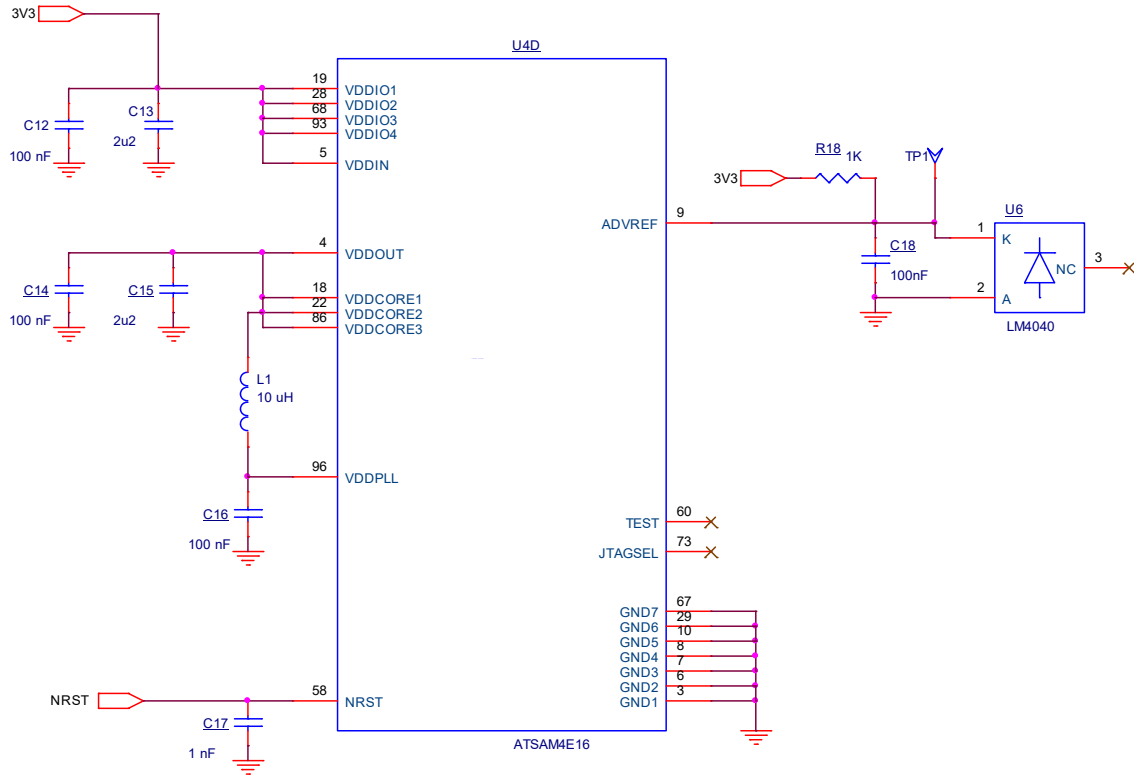 3V3
U4D
C12
100 nF
C13
2u2
19
VDDIO1
28
VDDIO2
68
VDDIO3
93
VDDIO4
5
VDDIN
R18 1K
3V3
TP1
ADVREF
9
C18
100nF
U6
1
K
2
A
NC
3
LM4040
C14
100 nF
C15
2u2
4
VDDOUT
18
VDDCORE1
22
VDDCORE2
86
VDDCORE3
L1
10 uH
96
VDDPLL
C16
100 nF
TEST
60
JTAGSEL
73
GND7
67
GND6
29
GND5
10
GND4
8
GND3
7
GND2
6
GND1
3
NRST
58
NRST
C17
1 nF
ATSAM4E16